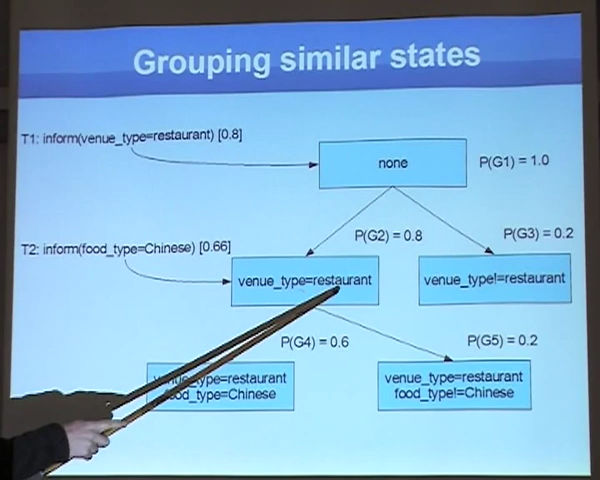 Grouping similar states
T1: inform(venue_type=restaurant) [0.8]
none
P(G1) = 1.0
P(G2) = 0.8
P(G3) = 0.2
T2: inform(food_type=Chinese) [0.66]
venue_type=restaurant
venue_type!=restaurant
P(G4) = 0.6
P(G5) = 0.2
venue_type=restaurant
food_type=Chinese
venue_type=restaurant
food_type!=Chinese